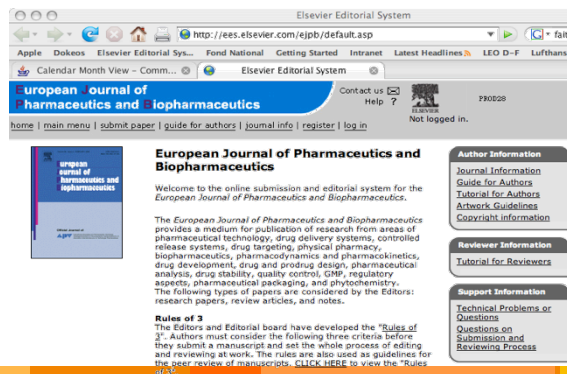 Elsevier Editorial System
http://ees.elsevier.com/ejpb/default.asp
G fait
Apple Dokeos Elsevier Editorial Sys... Fond National Getting Started Intranet Latest Headlines LEO D-F Lufthans
Calendar Month View – Comm... Elsevier Editorial System
European Journal of
Pharmaceutics and Biopharmaceutics
Contact us
Help ?
ELSEVIER
PROD28
Not logged in.
home | main menu | submit paper | guide for authors | journal info | register | log in
European Journal of Pharmaceutics and
Biopharmaceutics
Welcome to the online submission and editorial system for the
European Journal of Pharmaceutics and Biopharmaceutics.
The European Journal of Pharmaceutics and Biopharmaceutics
provides a medium for publication of research from areas of
pharmaceutical technology, drug delivery systems, controlled
release systems, drug targeting, physical pharmacy,
biopharmaceutics, pharmacodynamics and pharmacokinetics,
drug development, drug and prodrug design, pharmaceutical
analysis, drug stability, quality control, GMP, regulatory
aspects, pharmaceutical packaging, and phytochemistry.
The following types of papers are considered by the Editors:
research papers, review articles, and notes.
Rules of 3
The Editors and Editorial board have developed the "Rules of
3". Authors must consider the following three criteria before
they submit a manuscript and set the whole process of editing
and reviewing at work. The rules are also used as guidelines for
the peer review of manuscripts. CLICK HERE to view the "Rules
of 3"
european
journal of
pharmaceutics and
biopharmaceutics
Author Information
Journal Information
Guide for Authors
Tutorial for Authors
Artwork Guidelines
Copyright information
Reviewer Information
Tutorial for Reviewers
Support Information
Technical Problems or
Questions
Questions on
Submission and
Reviewing Process